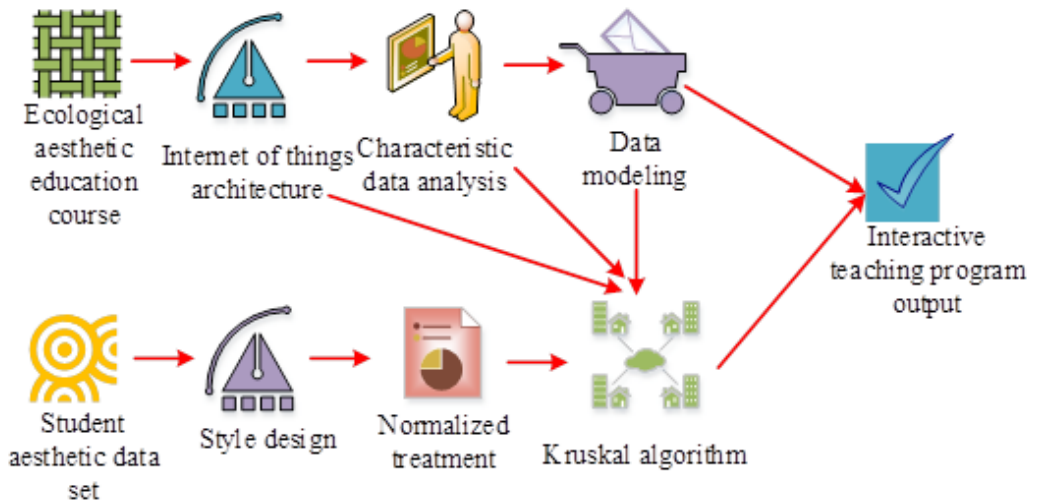 Ecological
aesthetic
education
course
Internet of things
architecture
Characteristic
data analysis
Data
modeling
Interactive
teaching program
output
Student
aesthetic data
set
Style design
Normalized
treatment
Kruskal algorithm